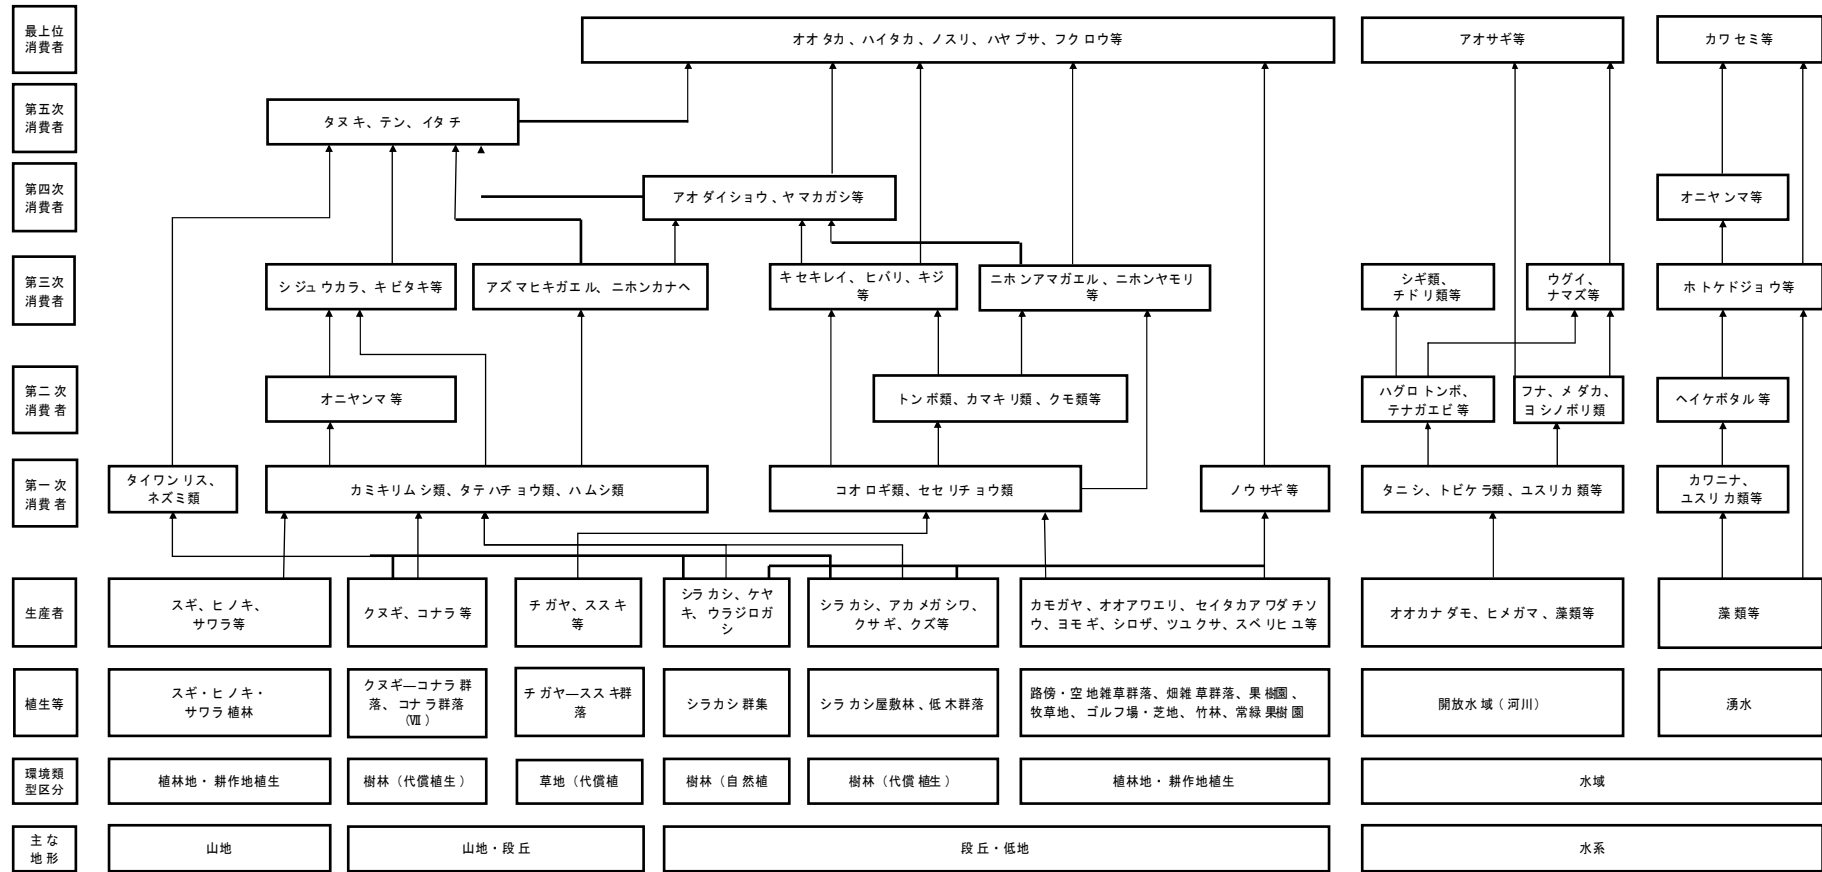 最上位
消費者
オオタカ、ハイタカ、ノスリ、ハヤブサ、フクロウ等
アオサギ等
カワセミ等
第五次
消費者
タヌキ、テン、イタチ
第四次
消費者
アオダイショウ、ヤマカガシ等
オニヤンマ等
第三次
消費者
シジュウカラ、キビタキ等
アズマヒキガエル、ニホンカナヘ
キセキレイ、ヒバリ、キジ
等
ニホンアマガエル、ニホンヤモリ
等
シギ類、
チドリ類等
ウグイ、
ナマズ等
ホトケドジョウ等
第二次
消費者
オニヤンマ等
トンボ類、カマキリ類、クモ類等
ハグロトンボ、
テナガエビ等
フナ、メダカ、
ヨシノボリ類
ヘイケボタル等
第一次
消費者
タイワンリス、
ネズミ類
カミキリムシ類、タテハチョウ類、ハムシ類
コオロギ類、セセリチョウ類
ノウサギ等
タニシ、トビケラ類、ユスリカ類等
カワニナ、
ユスリカ類等
生産者
スギ、ヒノキ、
サワラ等
クヌギ、コナラ等
チガヤ、ススキ
等
シラカシ、ケヤ
キ、ウラジロガ
シ
シラカシ、アカメガシワ、
クサギ、クズ等
カモガヤ、オオアワエリ、セイタカアワダチソ
ウ、ヨモギ、シロザ、ツユクサ、スベリヒユ等
オオカナダモ、ヒメガマ、藻類等
藻類等
植生等
スギ・ヒノキ・
サワラ植林
クヌギ―コナラ群
落、コナラ群落
(Ⅶ)
チガヤ―ススキ群
落
シラカシ群集
シラカシ屋敷林、低木群落
路傍・空地雑草群落、畑雑草群落、果樹園、
牧草地、ゴルフ場・芝地、竹林、常緑果樹園
開放水域(河川)
湧水
環境類
型区分
植林地・耕作地植生
樹林(代償植生)
草地(代償植
樹林(自然植
樹林(代償植生)
植林地・耕作地植生
水域
主な
地形
山地
山地・段丘
段丘・低地
水系